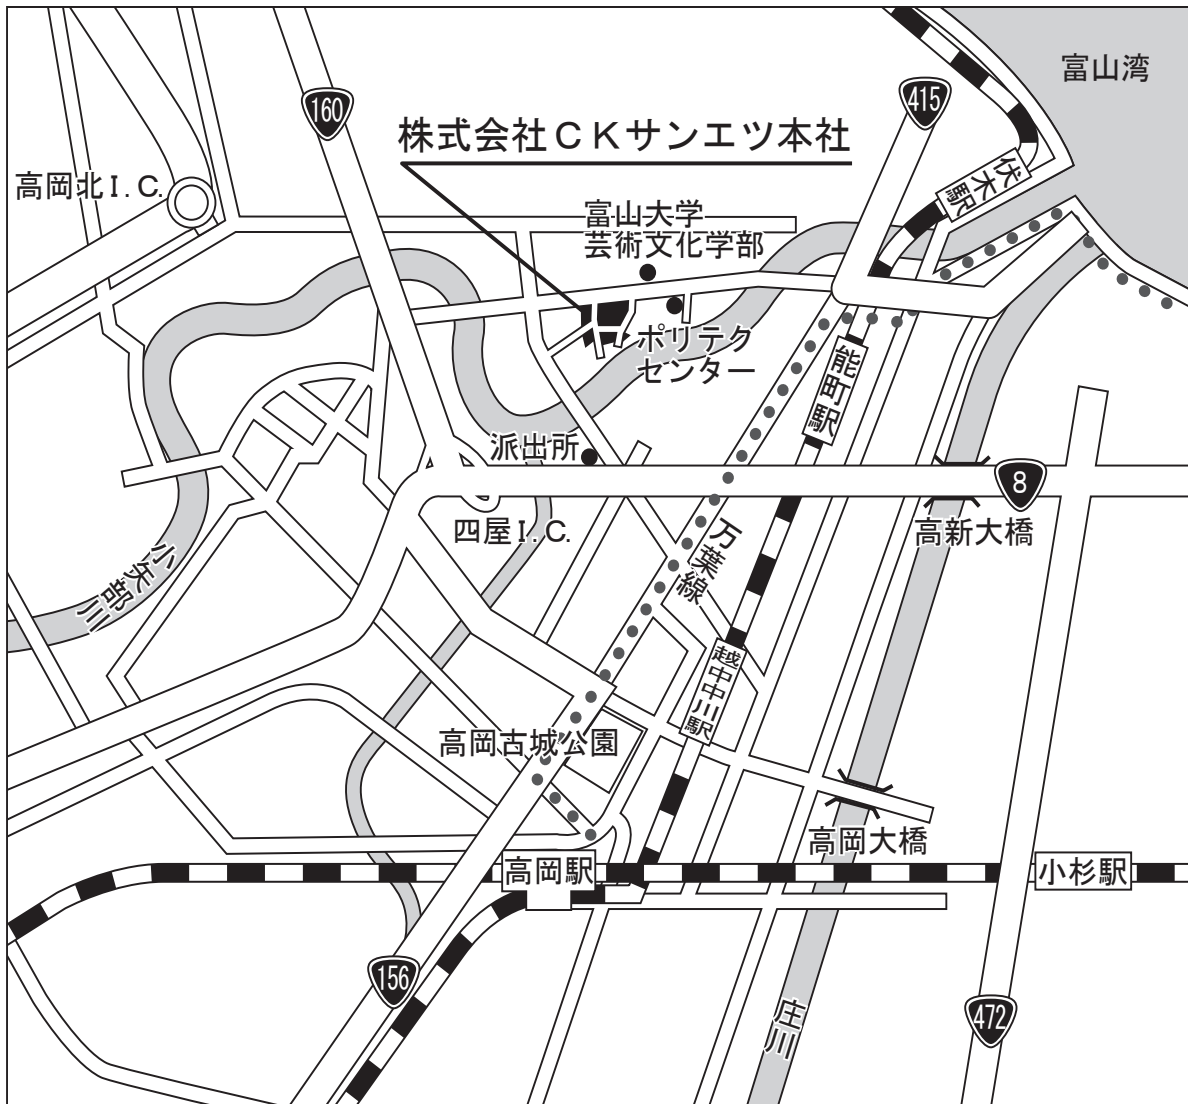 富山湾
160
415
株式会社ＣＫサンエツ本社
伏木駅
高岡北Ｉ.Ｃ.
富山大学
芸術文化学部
ポリテク
センター
能町駅
派出所
8
四屋Ｉ.Ｃ.
万葉線
高新大橋
小矢部川
越中中川駅
高岡古城公園
高岡大橋
高岡駅
小杉駅
156
庄川
472